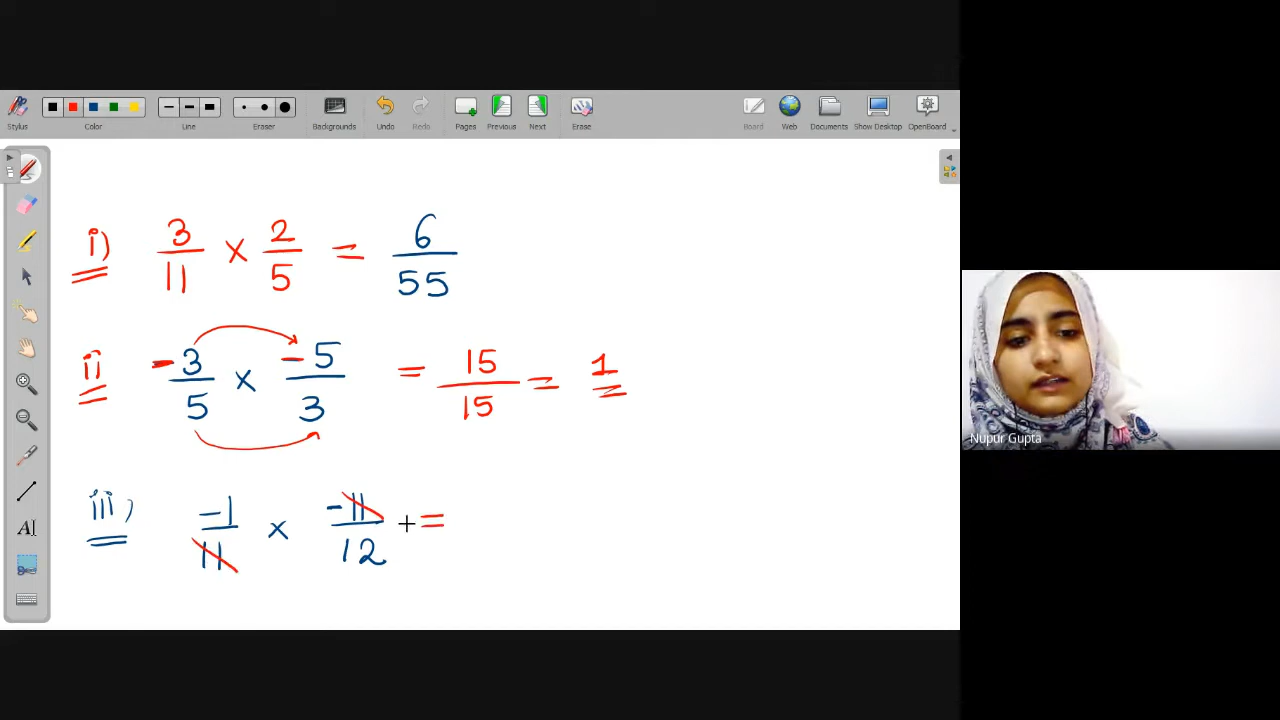 Stylus Color Line Eraser Backgrounds Undo Redo Pages Previous Next Erase Board Web Documents Show Desktop OpenBoard
i) 3/11 × 2/5 = 6/55
ii -3/5 × -5/3 = 15/15 = 1
iii) -1/11 × -11/12 =
Nupur Gupta